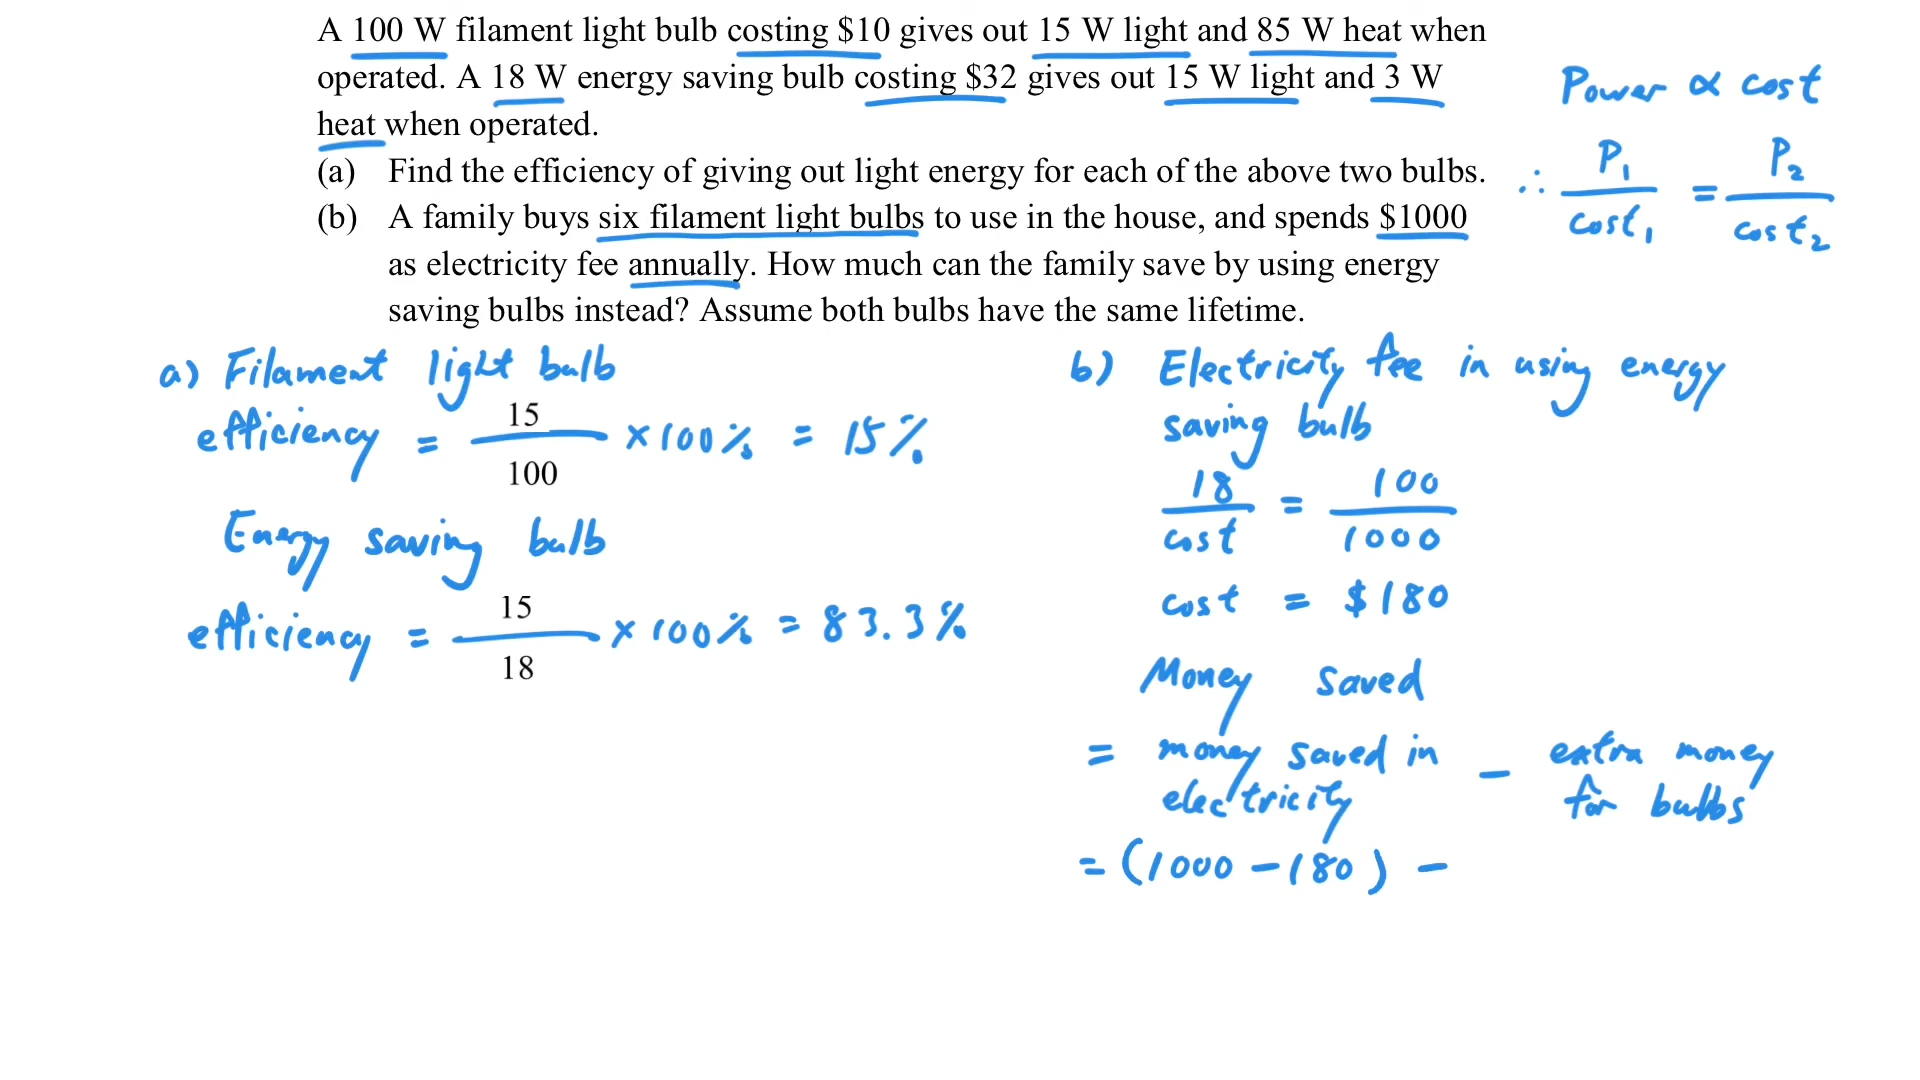 A 100 W filament light bulb costing $10 gives out 15 W light and 85 W heat when
operated. A 18 W energy saving bulb costing $32 gives out 15 W light and 3 W
heat when operated.
(a) Find the efficiency of giving out light energy for each of the above two bulbs.
(b) A family buys six filament light bulbs to use in the house, and spends $1000
as electricity fee annually. How much can the family save by using energy
saving bulbs instead? Assume both bulbs have the same lifetime.
Power ∝ cost
∴ P₁/cost₁ = P₂/cost₂
a) Filament light bulb
efficiency = 15/100 × 100% = 15%
Energy saving bulb
efficiency = 15/18 × 100% = 83.3%
b) Electricity fee in using energy
saving bulb
18/cost = 100/1000
cost = $180
Money saved
= money saved in electricity − extra money for bulbs
= (1000 − 180) −